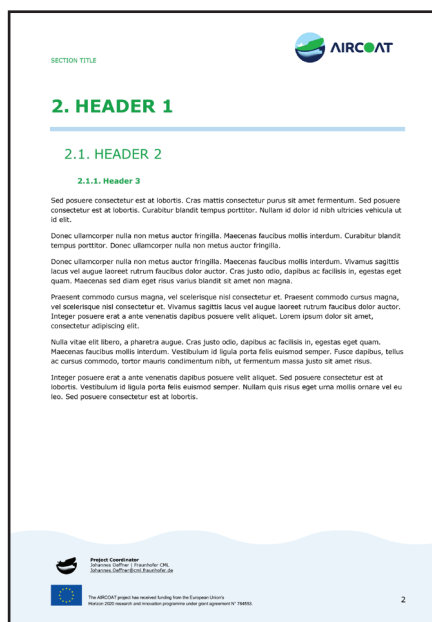 AIRCOAT
SECTION TITLE
2. HEADER 1
2.1. HEADER 2
2.1.1. Header 3
Sed posuere consectetur est at lobortis. Cras mattis consectetur purus sit amet fermentum. Sed posuere
consectetur est at lobortis. Curabitur blandit tempus porttitor. Nullam id dolor id nibh ultricies vehicula ut
id elit.
Donec ullamcorper nulla non metus auctor fringilla. Maecenas faucibus mollis interdum. Curabitur blandit
tempus porttitor. Donec ullamcorper nulla non metus auctor fringilla.
Donec ullamcorper nulla non metus auctor fringilla. Maecenas faucibus mollis interdum. Vivamus sagittis
lacus vel augue laoreet rutrum faucibus dolor auctor. Cras justo odio, dapibus ac facilisis in, egestas eget
quam. Maecenas sed diam eget risus varius blandit sit amet non magna.
Praesent commodo cursus magna, vel scelerisque nisl consectetur et. Praesent commodo cursus magna,
vel scelerisque nisl consectetur et. Vivamus sagittis lacus vel augue laoreet rutrum faucibus dolor auctor.
Integer posuere erat a ante venenatis dapibus posuere velit aliquet. Lorem ipsum dolor sit amet,
consectetur adipiscing elit.
Nulla vitae elit libero, a pharetra augue. Cras justo odio, dapibus ac facilisis in, egestas eget quam.
Maecenas faucibus mollis interdum. Vestibulum id ligula porta felis euismod semper. Fusce dapibus, tellus
ac cursus commodo, tortor mauris condimentum nibh, ut fermentum massa justo sit amet risus.
Integer posuere erat a ante venenatis dapibus posuere velit aliquet. Sed posuere consectetur est at
lobortis. Vestibulum id ligula porta felis euismod semper. Nullam quis risus eget urna mollis ornare vel eu
leo. Sed posuere consectetur est at lobortis.
Project Coordinator
Johannes Oeffner | Fraunhofer CML
Johannes.Oeffner@cml.fraunhofer.de
The AIRCOAT project has received funding from the European Union's
Horizon 2020 research and innovation programme under grant agreement N° 764553.
2